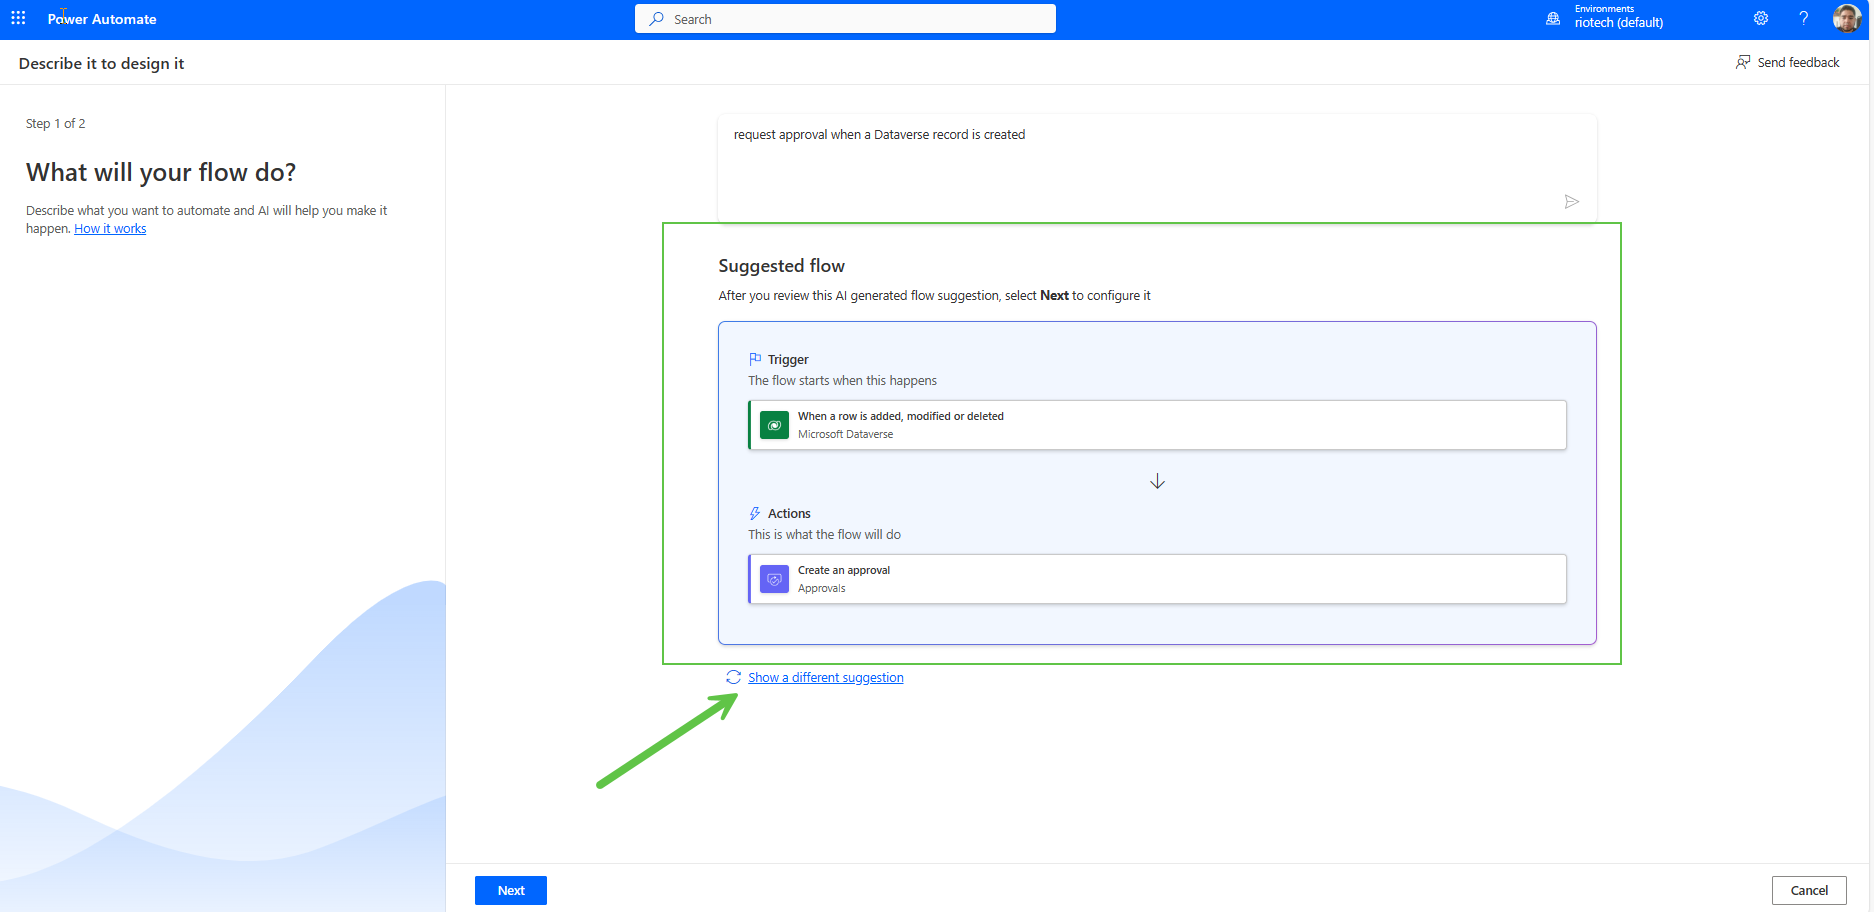 Power Automate
Search
Environments
riotech (default)
?
Describe it to design it
Send feedback
Step 1 of 2
What will your flow do?
Describe what you want to automate and AI will help you make it
happen. How it works
request approval when a Dataverse record is created
Suggested flow
After you review this AI generated flow suggestion, select Next to configure it
Trigger
The flow starts when this happens
When a row is added, modified or deleted
Microsoft Dataverse
Actions
This is what the flow will do
Create an approval
Approvals
Show a different suggestion
Next
Cancel